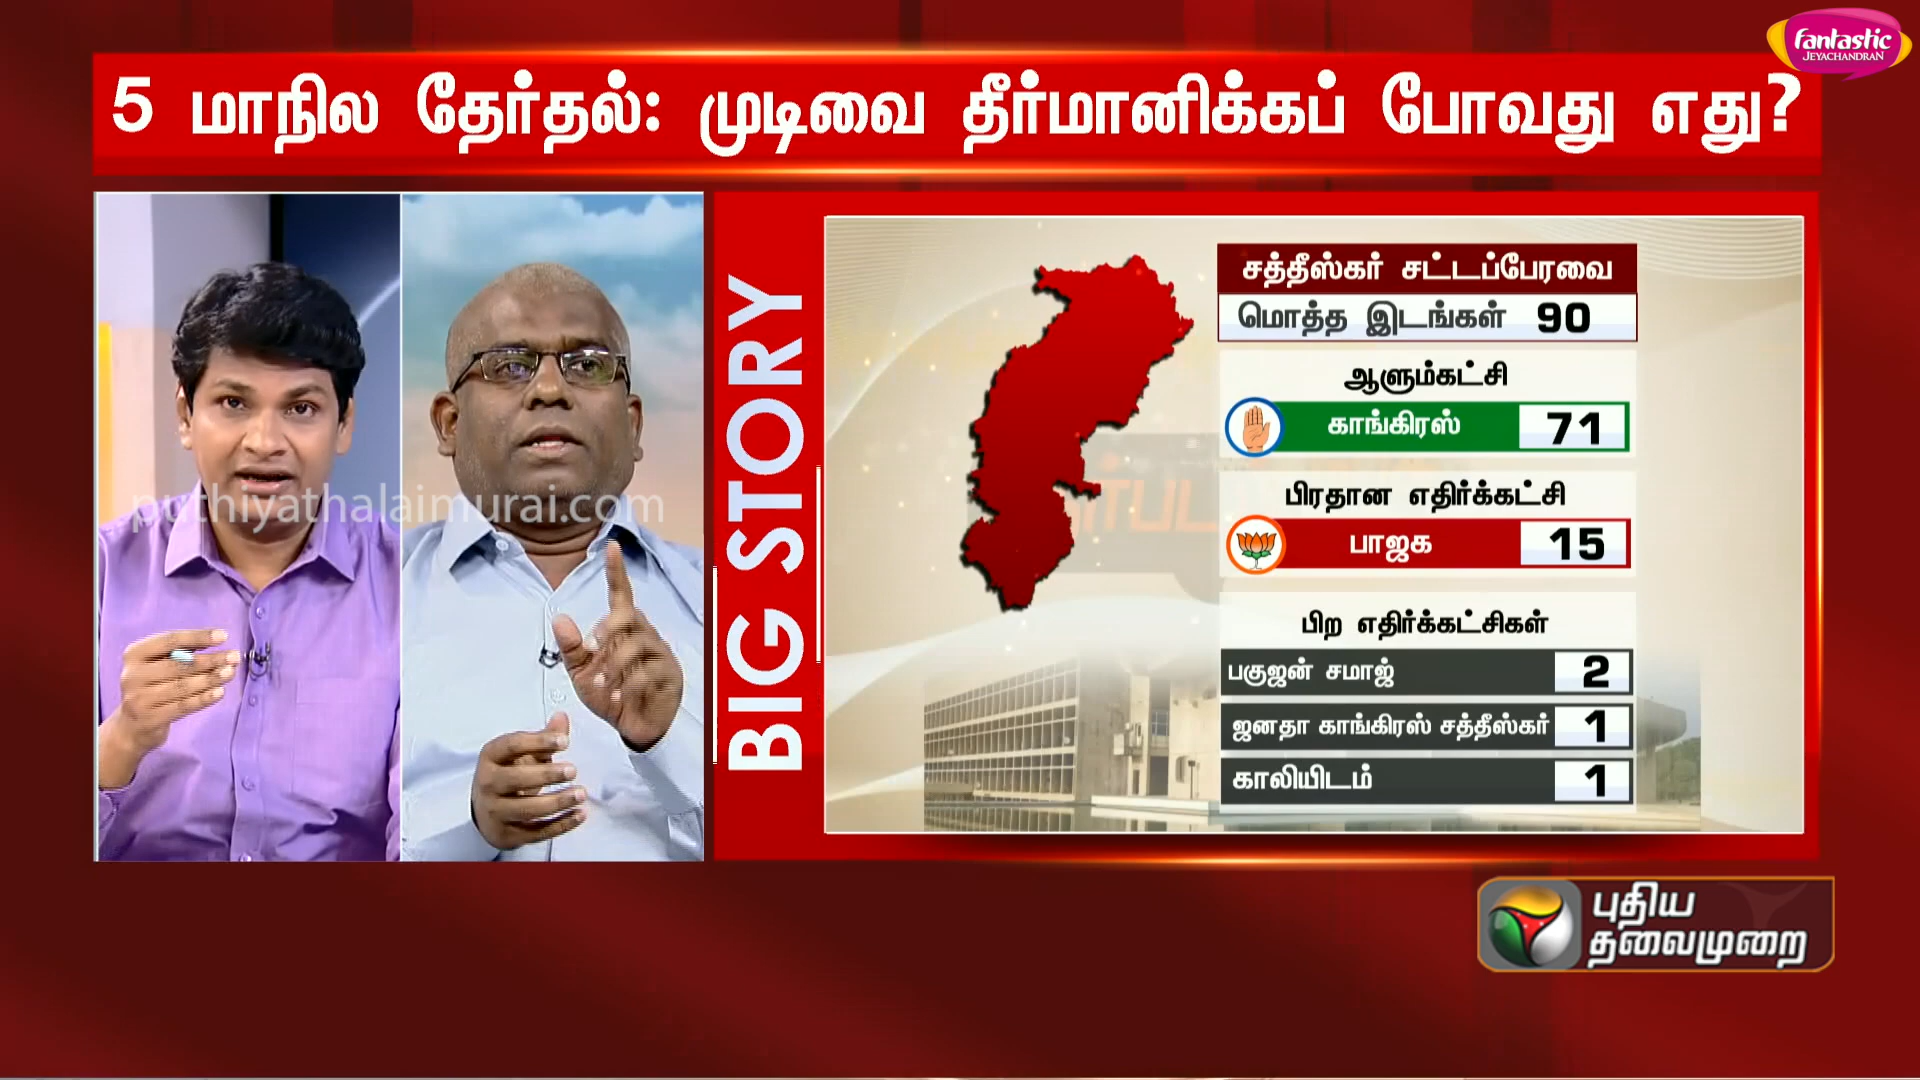 fantastic
JEYACHANDRAN
5 மாநில தேர்தல்: முடிவை தீர்மானிக்கப் போவது எது?
puthiyathalaimurai.com
BIG STORY
சத்தீஸ்கர் சட்டப்பேரவை
மொத்த இடங்கள் 90
ஆளும்கட்சி
காங்கிரஸ் 71
பிரதான எதிர்க்கட்சி
பாஜக 15
பிற எதிர்க்கட்சிகள்
பகுஜன் சமாஜ் 2
ஜனதா காங்கிரஸ் சத்தீஸ்கர் 1
காலியிடம் 1
புதிய
தலைமுறை